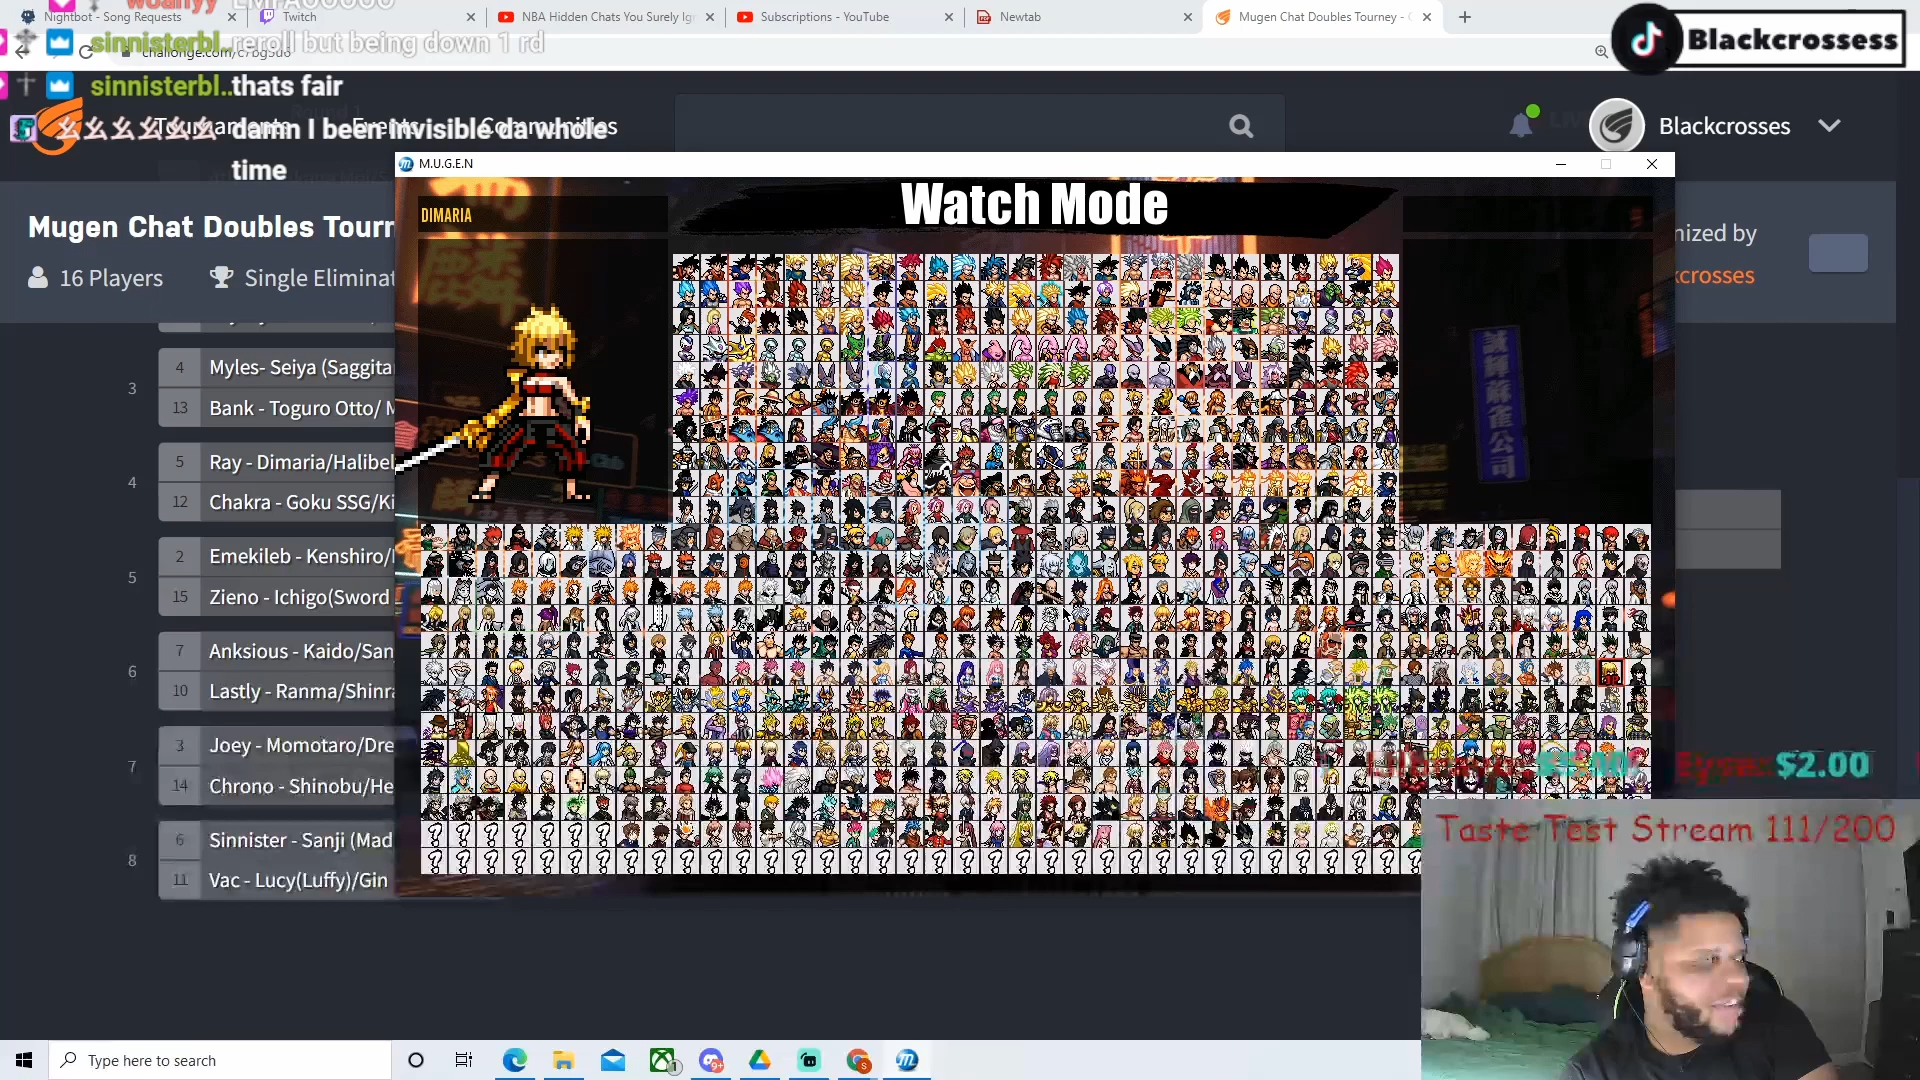 Nightbot - Song Requests
Twitch
NBA Hidden Chats You Surely Ig
Subscriptions - YouTube
Newtab
Mugen Chat Doubles Tourney -
sinnisterbl..reroll but being down 1 rd
Blackcrossess
sinnisterbl..thats fair
damn I been invisible da whole
time
Tournaments
Events
Communities
Blackcrosses
M.U.G.E.N
Watch Mode
DIMARIA
Mugen Chat Doubles Tourn
nized by
kcrosses
16 Players
Single Eliminat
3
4 Myles- Seiya (Saggita
13 Bank - Toguro Otto/
4
5 Ray - Dimaria/Halibel
12 Chakra - Goku SSG/Ki
5
2 Emekileb - Kenshiro/
15 Zieno - Ichigo(Sword
6
7 Anksious - Kaido/San
10 Lastly - Ranma/Shinra
7
3 Joey - Momotaro/Dre
14 Chrono - Shinobu/He
8
6 Sinnister - Sanji (Mad
11 Vac - Lucy(Luffy)/Gin
$2.00
Taste Test Stream 111/200
Type here to search